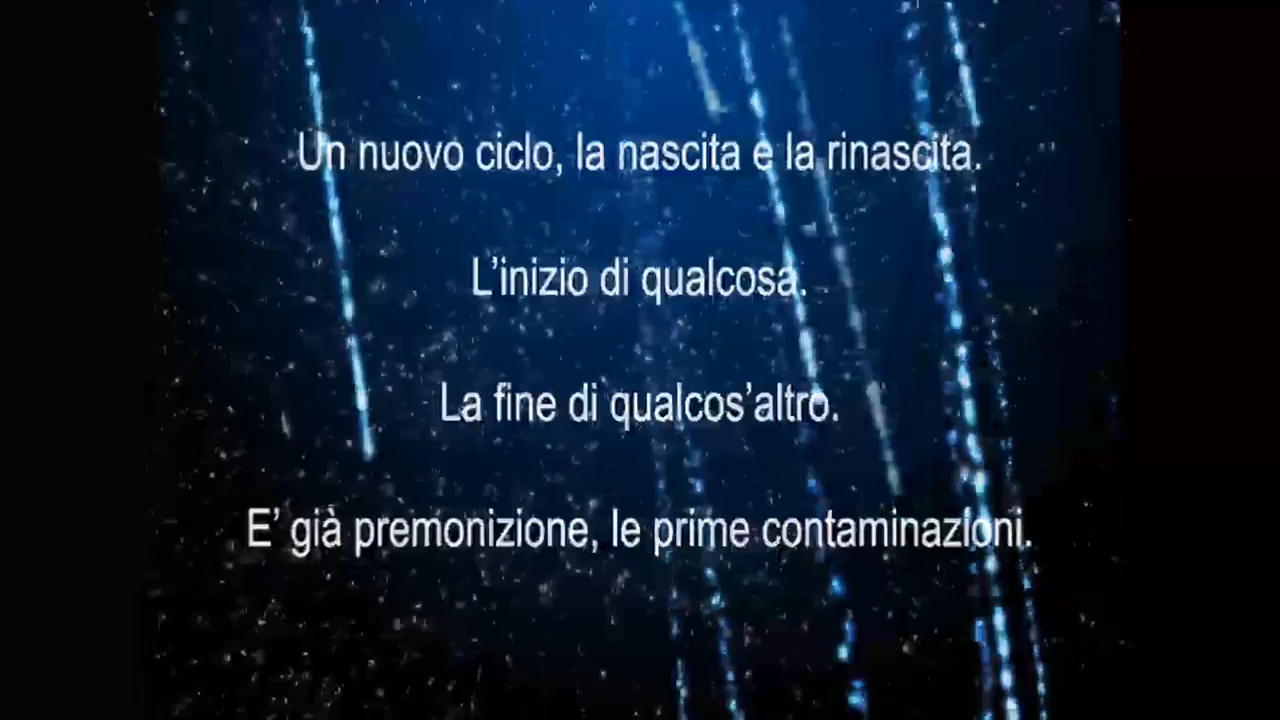 Un nuovo ciclo, la nascita e la rinascita.
L’inizio di qualcosa.
La fine di qualcos’altro.
E’ già premonizione, le prime contaminazioni.